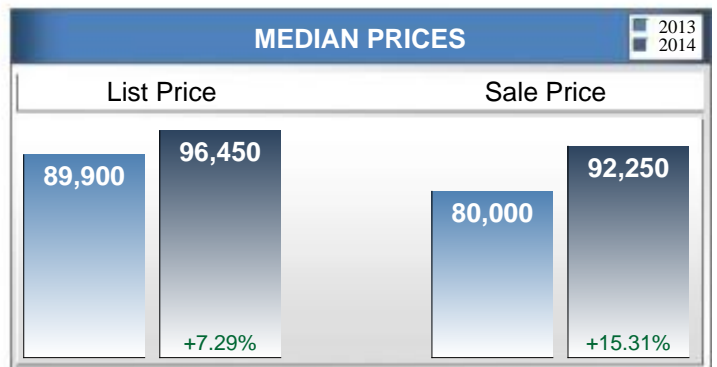 MEDIAN PRICES
2013
2014
List Price
Sale Price
89,900
96,450
80,000
92,250
+7.29%
+15.31%